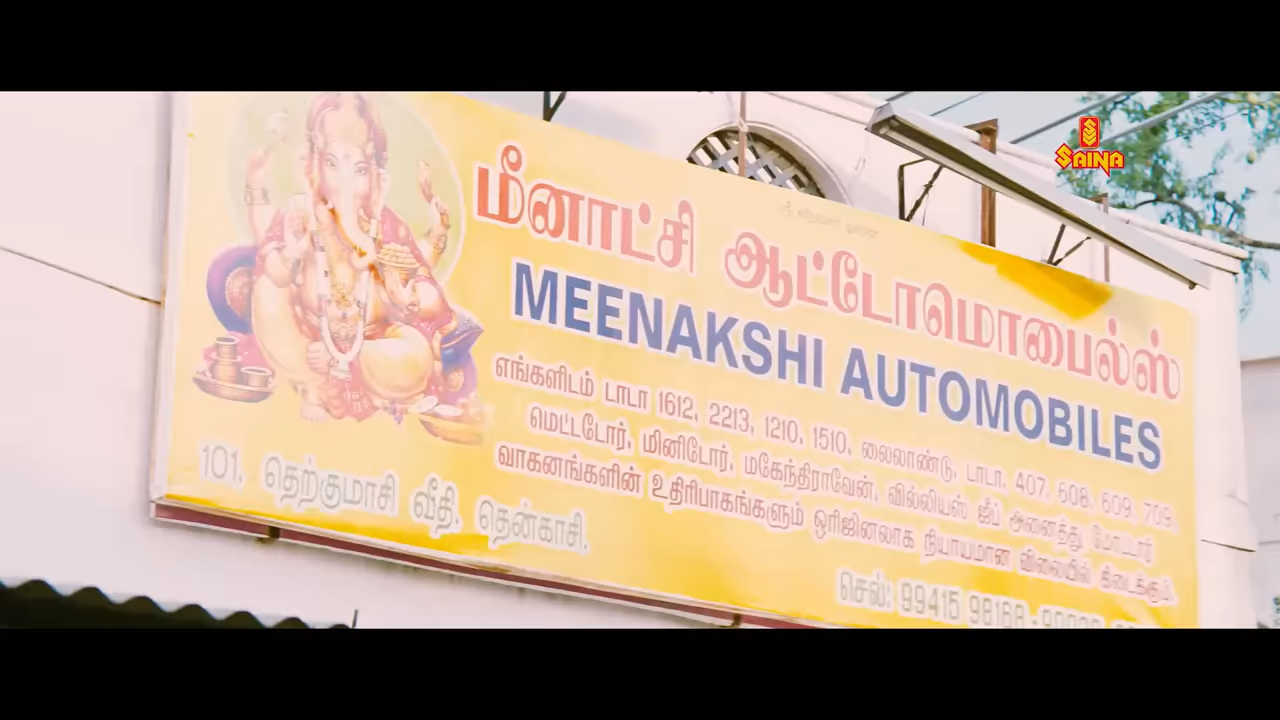 SAINA
மீனாட்சி ஆட்டோமொபைல்ஸ்
MEENAKSHI AUTOMOBILES
எங்களிடம் டாடா 1612, 2213, 1210, 1510, லைலாண்டு, டாடா, 407, 608, 609, 709,
மெட்டடோர், மினிடோர், மகேந்திராவேன், வில்லியஸ் ஜீப் அனைத்து மோட்டார்
வாகனங்களின் உதிரிபாகங்களும் ஒரிஜினலாக நியாயமான விலையில் கிடைக்கும்.
101, தெற்குமாசி வீதி, தென்காசி.
செல்: 99415 98168 -